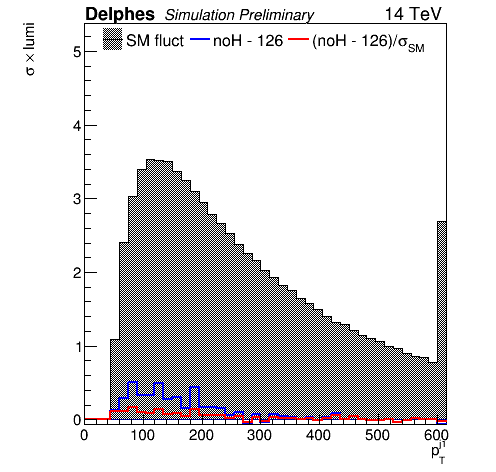 Delphes Simulation Preliminary 14 TeV
σ × lumi
SM fluct noH - 126 (noH - 126)/σ_SM
5
4
3
2
1
0
0 100 200 300 400 500 600
p_T^j1